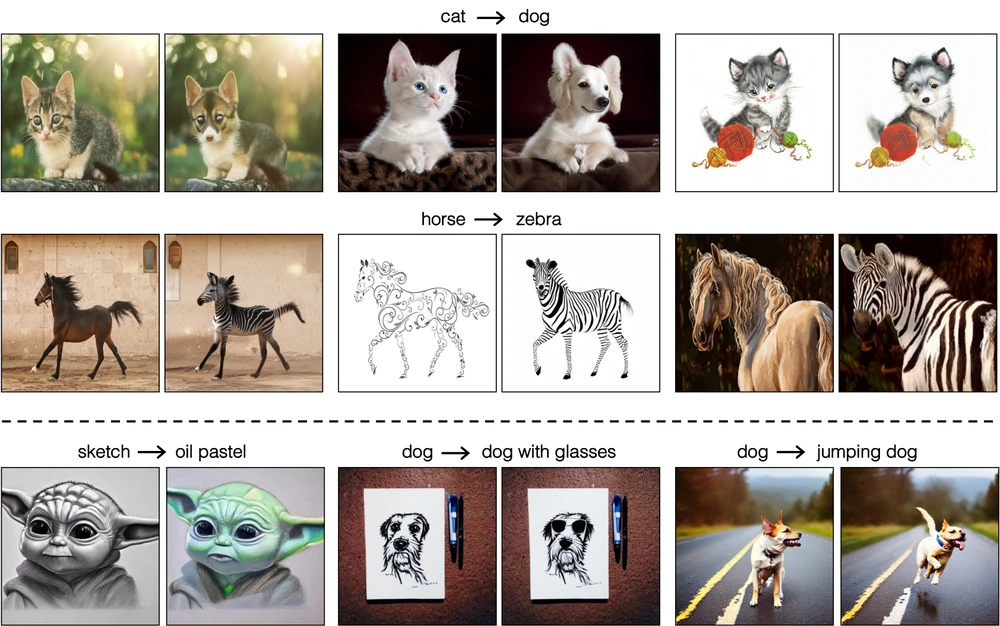 cat → dog
horse → zebra
sketch → oil pastel
dog → dog with glasses
dog → jumping dog